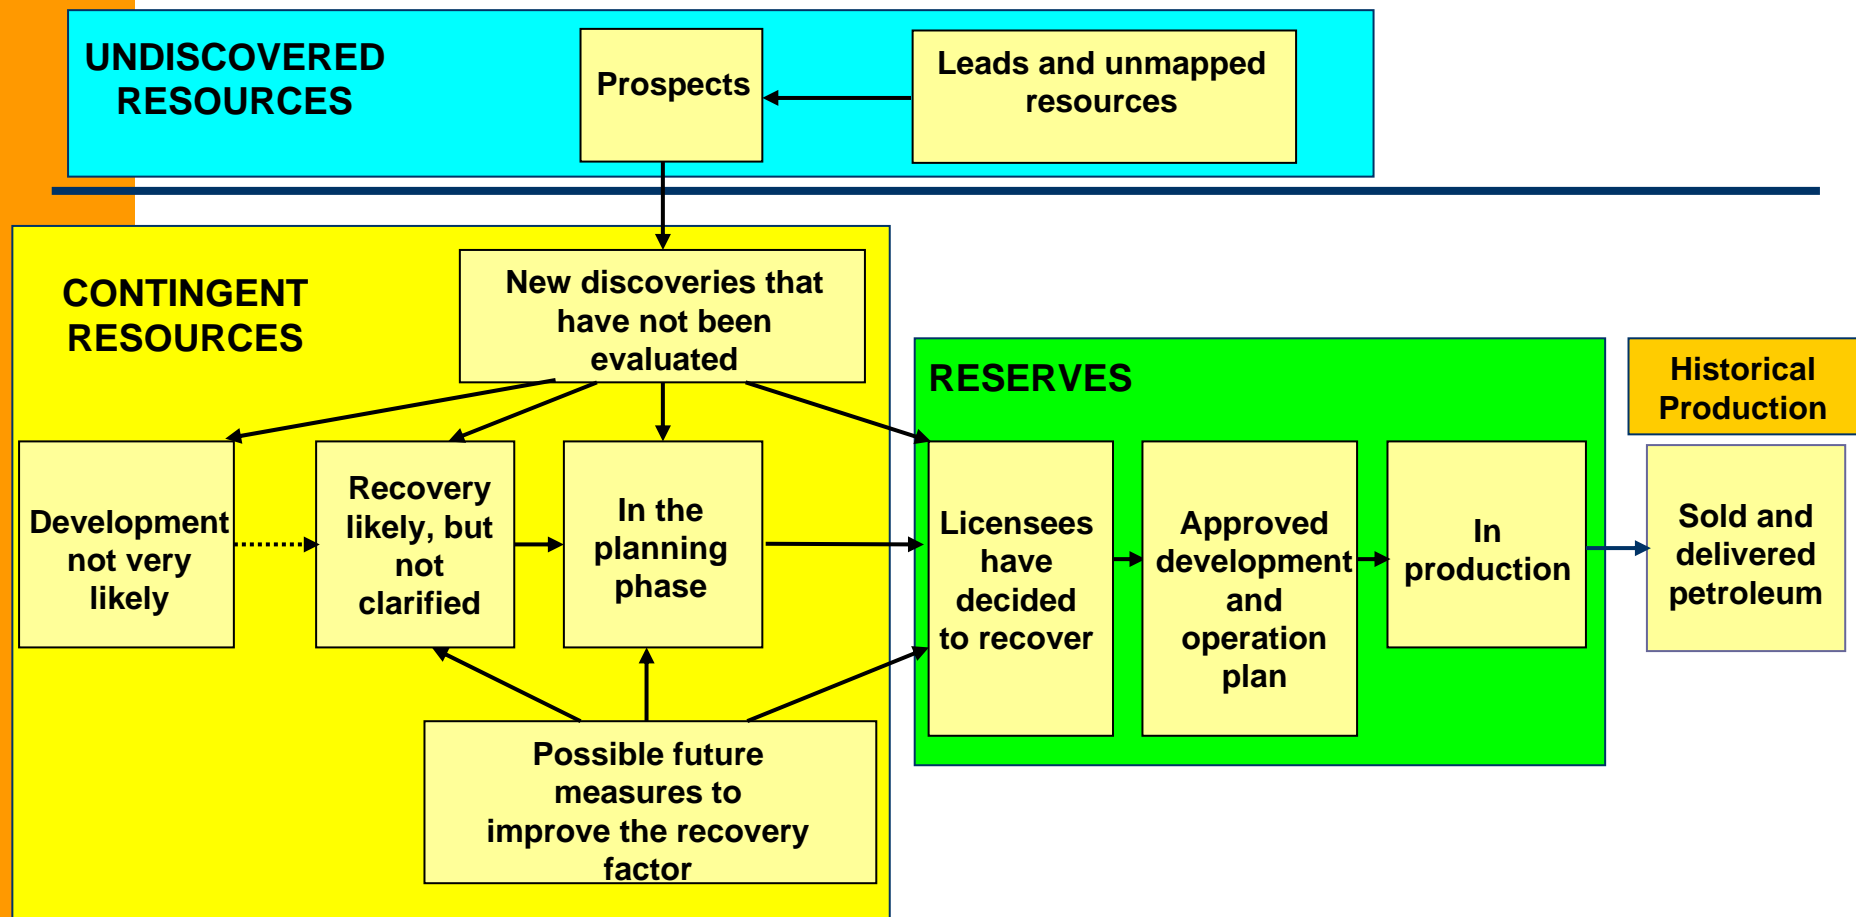 UNDISCOVERED
RESOURCES
Prospects
Leads and unmapped
resources
CONTINGENT
RESOURCES
New discoveries that
have not been
evaluated
RESERVES
Historical
Production
Development
not very
likely
Recovery
likely, but
not
clarified
In the
planning
phase
Licensees
have
decided
to recover
Approved
development
and
operation
plan
In
production
Sold and
delivered
petroleum
Possible future
measures to
improve the recovery
factor